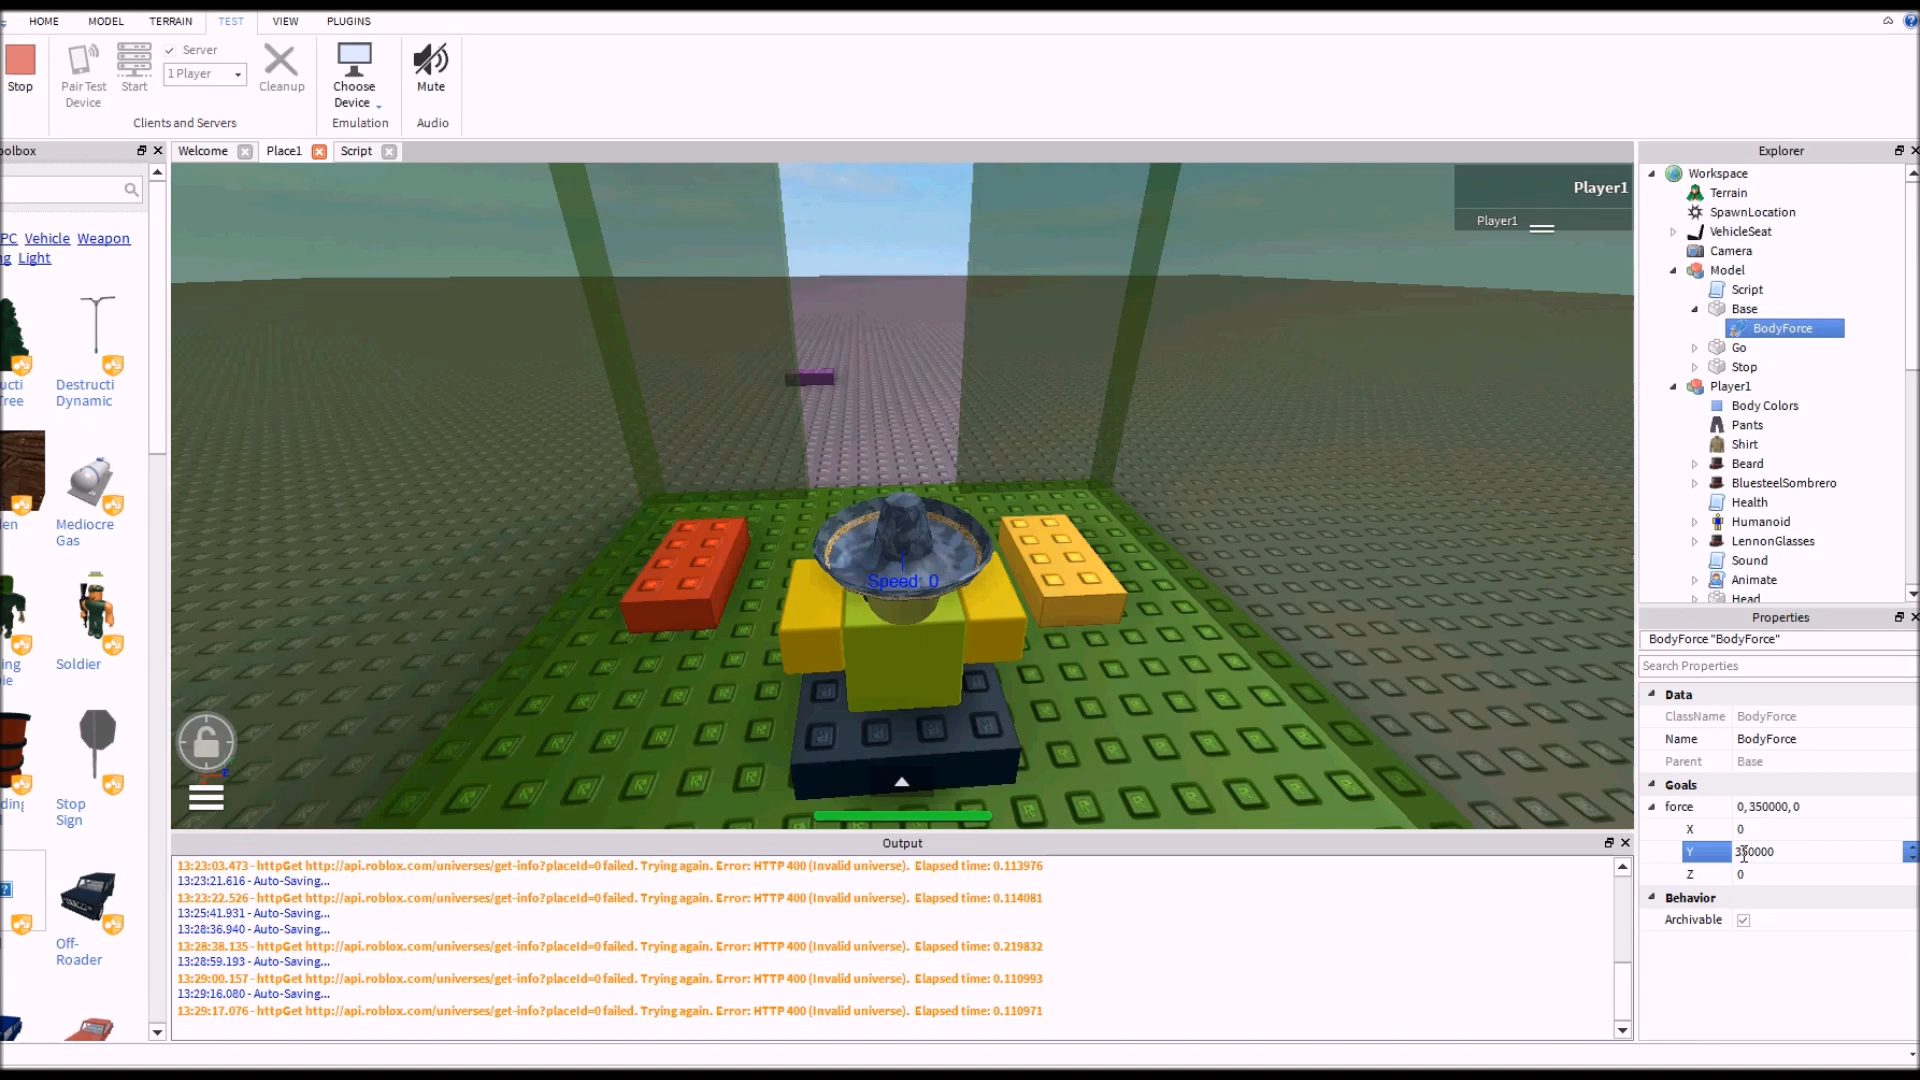 HOME MODEL TERRAIN TEST VIEW PLUGINS
Stop
Pair Test
Device
Start
Server
1 Player
Cleanup
Clients and Servers
Choose
Device
Emulation
Mute
Audio
oolbox
PC Vehicle Weapon
ng Light
ucti
Tree
Destructi
Dynamic
den
Mediocre
Gas
ing
bie
Soldier
ding
Stop
Sign
Off-
Roader
Welcome
Place1
Script
Player1
Player1
Speed: 0
Output
13:23:03.473 - httpGet http://api.roblox.com/universes/get-info?placeId=0 failed. Trying again. Error: HTTP 400 (Invalid universe). Elapsed time: 0.113976
13:23:21.616 - Auto-Saving...
13:23:22.526 - httpGet http://api.roblox.com/universes/get-info?placeId=0 failed. Trying again. Error: HTTP 400 (Invalid universe). Elapsed time: 0.114081
13:25:41.931 - Auto-Saving...
13:28:36.940 - Auto-Saving...
13:28:38.135 - httpGet http://api.roblox.com/universes/get-info?placeId=0 failed. Trying again. Error: HTTP 400 (Invalid universe). Elapsed time: 0.219832
13:28:59.193 - Auto-Saving...
13:29:00.157 - httpGet http://api.roblox.com/universes/get-info?placeId=0 failed. Trying again. Error: HTTP 400 (Invalid universe). Elapsed time: 0.110993
13:29:16.080 - Auto-Saving...
13:29:17.076 - httpGet http://api.roblox.com/universes/get-info?placeId=0 failed. Trying again. Error: HTTP 400 (Invalid universe). Elapsed time: 0.110971
Explorer
Workspace
Terrain
SpawnLocation
VehicleSeat
Camera
Model
Script
Base
BodyForce
Go
Stop
Player1
Body Colors
Pants
Shirt
Beard
BluesteelSombrero
Health
Humanoid
LennonGlasses
Sound
Animate
Head
Properties
BodyForce "BodyForce"
Search Properties
Data
ClassName BodyForce
Name BodyForce
Parent Base
Goals
force 0, 350000, 0
X 0
Y 350000
Z 0
Behavior
Archivable